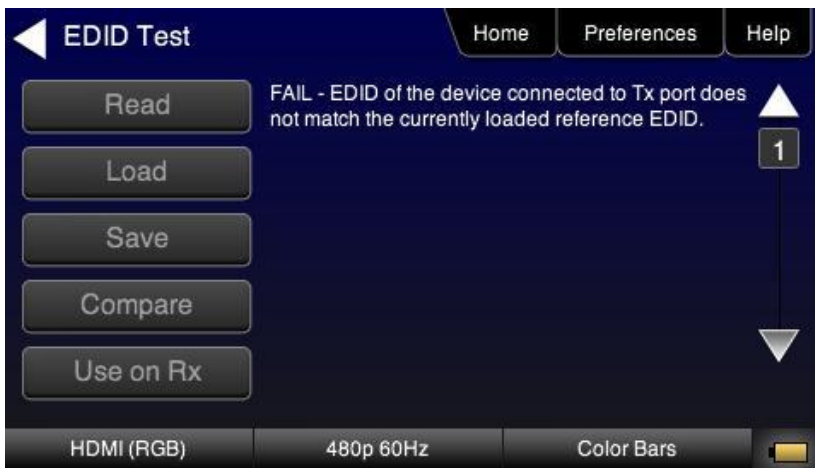 EDID Test
Home
Preferences
Help
Read
Load
Save
Compare
Use on Rx
FAIL - EDID of the device connected to Tx port does
not match the currently loaded reference EDID.
1
HDMI (RGB)
480p 60Hz
Color Bars